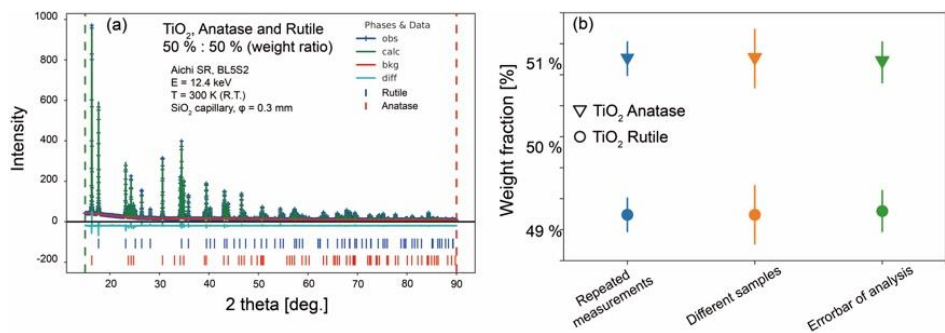 (a)
TiO₂, Anatase and Rutile
50 % : 50 % (weight ratio)
Aichi SR, BL5S2
E = 12.4 keV
T = 300 K (R.T.)
SiO₂ capillary, φ = 0.3 mm
Phases & Data
obs
calc
bkg
diff
Rutile
Anatase
Intensity
1000
800
600
400
200
0
-200
20
30
40
50
60
70
80
90
2 theta [deg.]
(b)
Weight fraction [%]
51 %
50 %
49 %
TiO₂ Anatase
TiO₂ Rutile
Repeated
measurements
Different samples
Errorbar of analysis